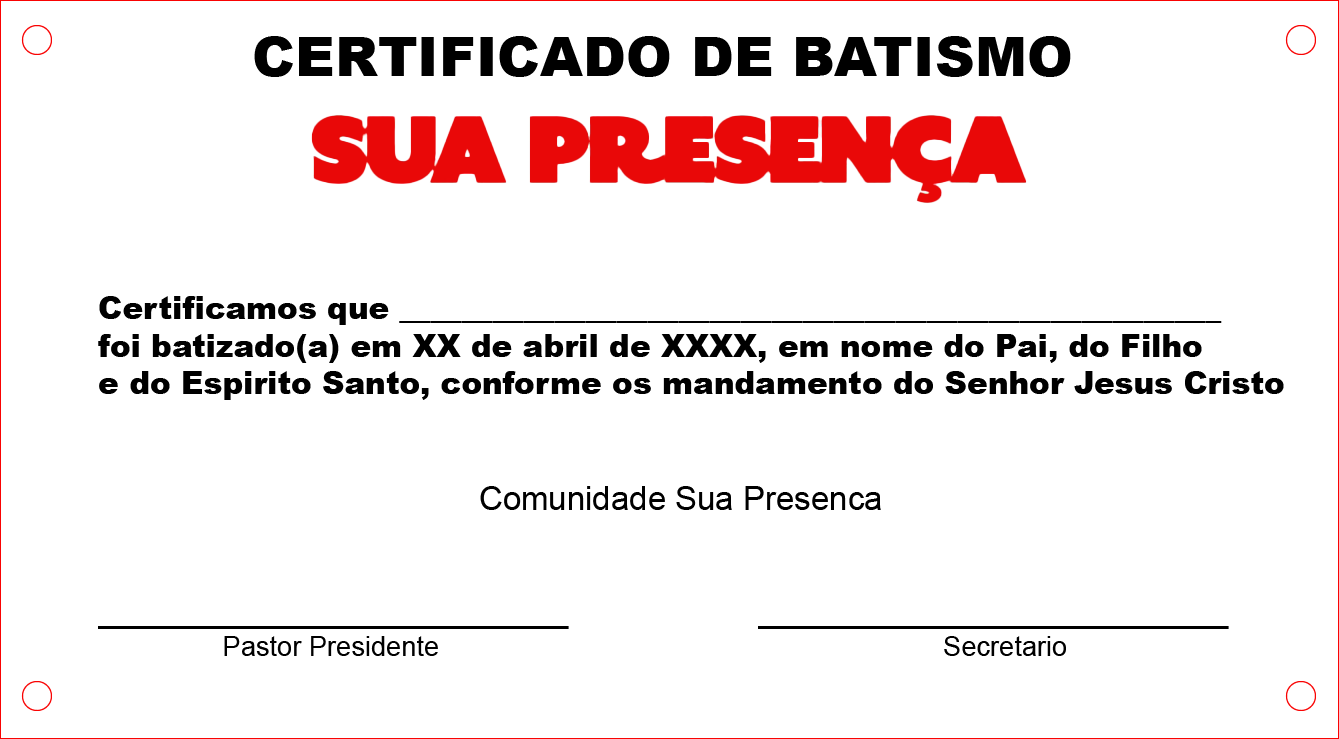 CERTIFICADO DE BATISMO
SUA PRESENÇA
Certificamos que _______________________________________________
foi batizado(a) em XX de abril de XXXX, em nome do Pai, do Filho
e do Espirito Santo, conforme os mandamento do Senhor Jesus Cristo
Comunidade Sua Presenca
Pastor Presidente
Secretario